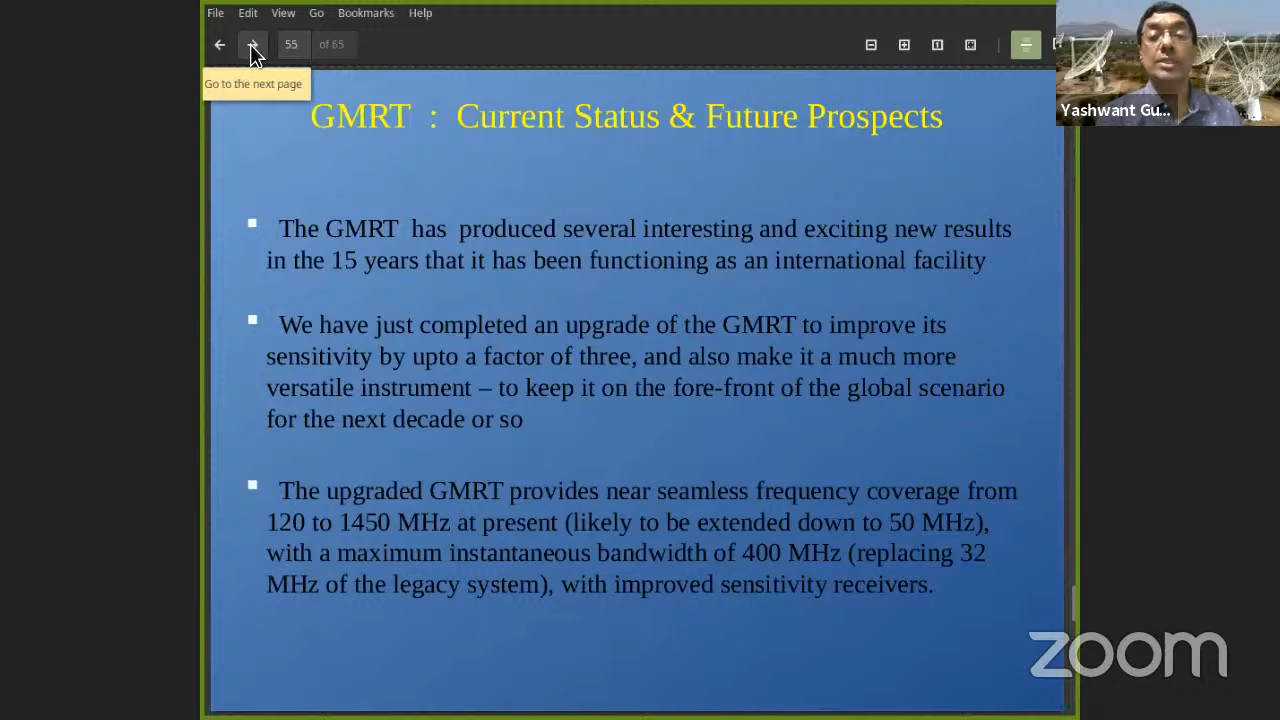 File Edit View Go Bookmarks Help
55 of 65
Go to the next page
Yashwant Gu...
GMRT : Current Status & Future Prospects
The GMRT has produced several interesting and exciting new results
in the 15 years that it has been functioning as an international facility
We have just completed an upgrade of the GMRT to improve its
sensitivity by upto a factor of three, and also make it a much more
versatile instrument – to keep it on the fore-front of the global scenario
for the next decade or so
The upgraded GMRT provides near seamless frequency coverage from
120 to 1450 MHz at present (likely to be extended down to 50 MHz),
with a maximum instantaneous bandwidth of 400 MHz (replacing 32
MHz of the legacy system), with improved sensitivity receivers.
zoom